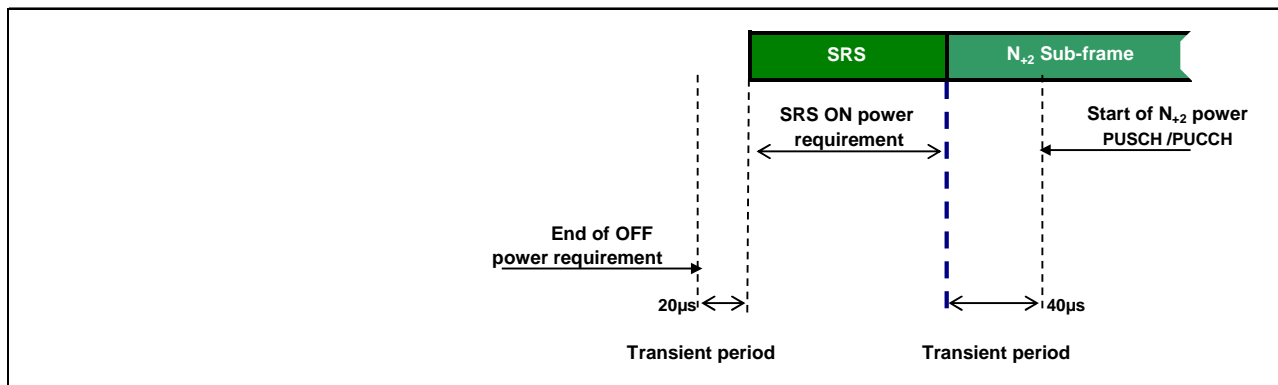 SRS
N+2 Sub-frame
SRS ON power
requirement
Start of N+2 power
PUSCH /PUCCH
End of OFF
power requirement
20µs
40µs
Transient period
Transient period